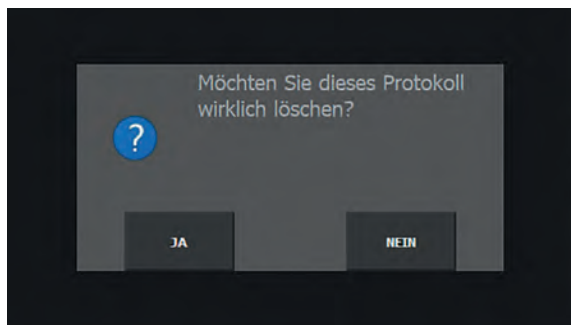 Möchten Sie dieses Protokoll
wirklich löschen?
?
JA
NEIN